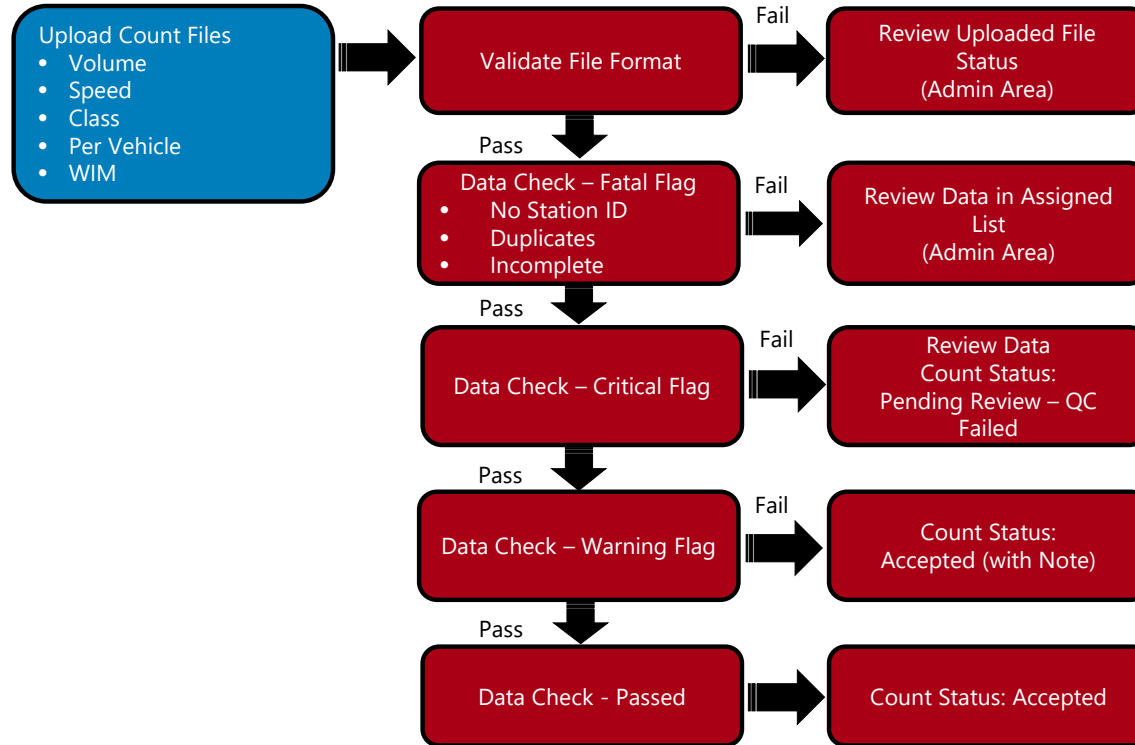 Upload Count Files
• Volume
• Speed
• Class
• Per Vehicle
• WIM
Validate File Format
Fail
Review Uploaded File
Status
(Admin Area)
Pass
Data Check – Fatal Flag
• No Station ID
• Duplicates
• Incomplete
Fail
Review Data in Assigned
List
(Admin Area)
Pass
Data Check – Critical Flag
Fail
Review Data
Count Status:
Pending Review – QC
Failed
Pass
Data Check – Warning Flag
Fail
Count Status:
Accepted (with Note)
Pass
Data Check - Passed
Count Status: Accepted